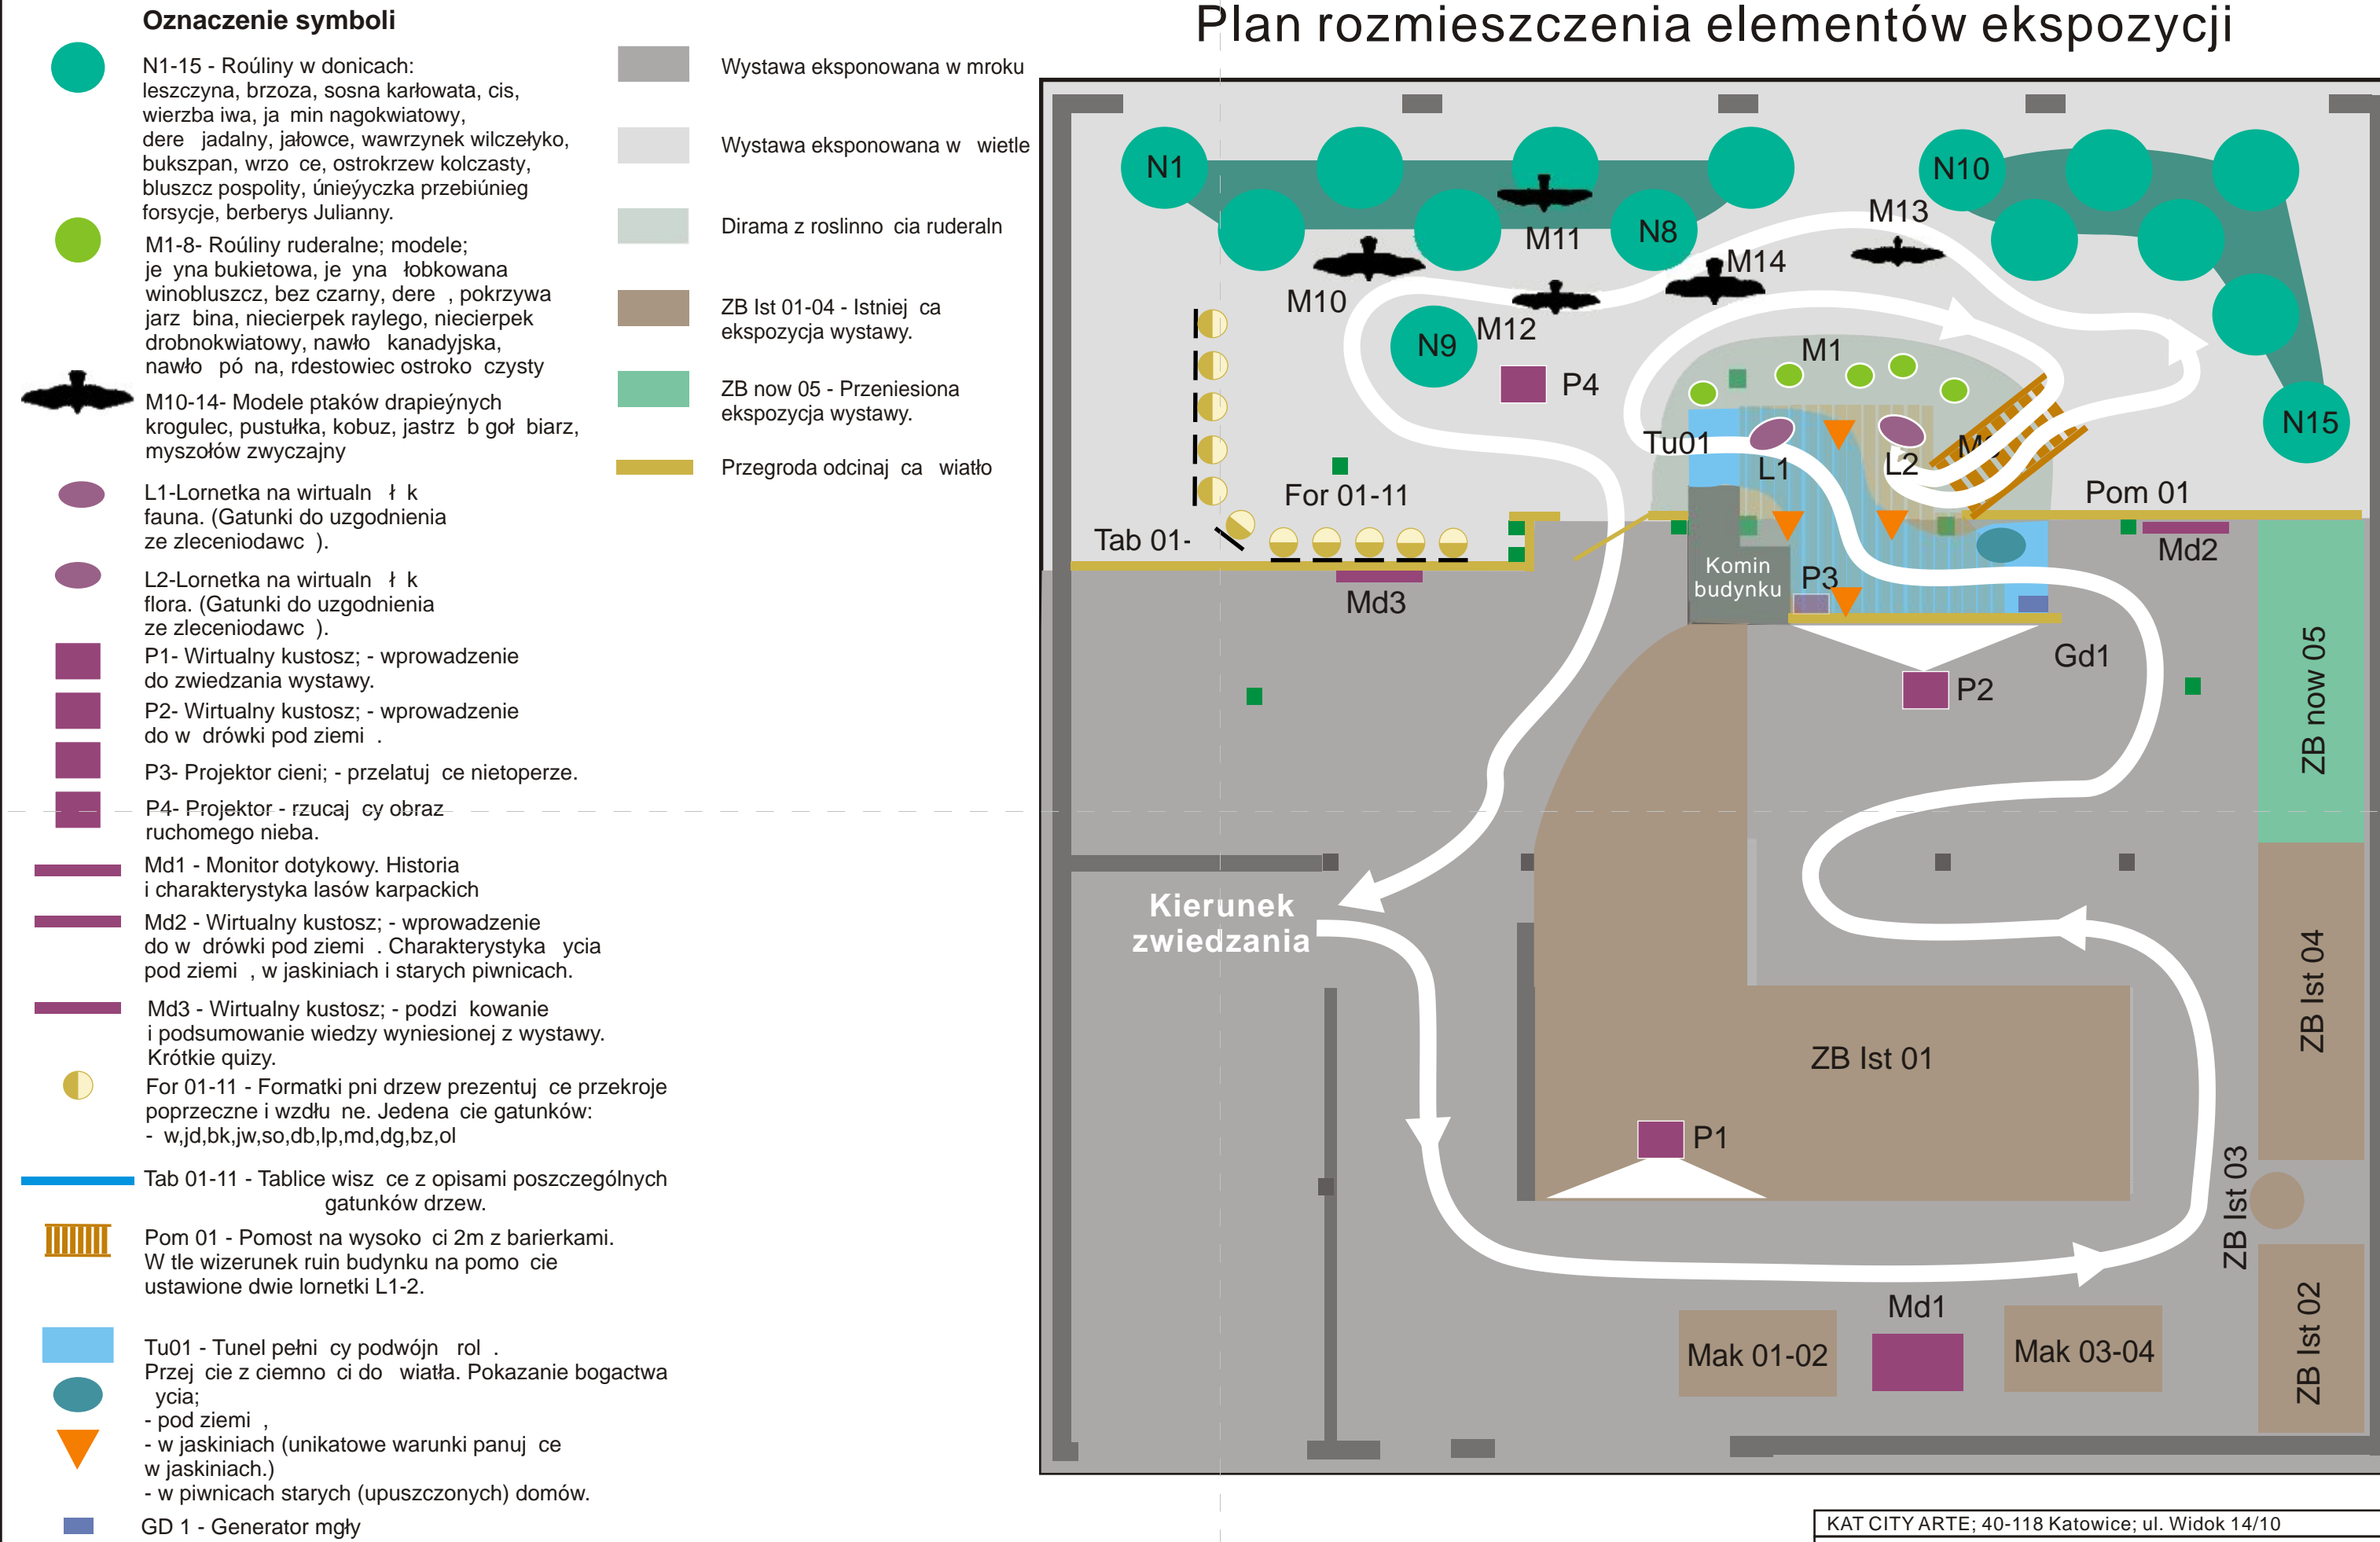 Plan rozmieszczenia elementów ekspozycji
Oznaczenie symboli
N1-15 - Roúliny w donicach:
leszczyna, brzoza, sosna karłowata, cis,
wierzba iwa, ja min nagokwiatowy,
dere jadalny, jałowce, wawrzynek wilczełyko,
bukszpan, wrzo ce, ostrokrzew kolczasty,
bluszcz pospolity, únieýyczka przebiúnieg
forsycje, berberys Julianny.
M1-8- Roúliny ruderalne; modele;
je yna bukietowa, je yna łobkowana
winobluszcz, bez czarny, dere , pokrzywa
jarz bina, niecierpek raylego, niecierpek
drobnokwiatowy, nawło kanadyjska,
nawło pó na, rdestowiec ostroko czysty
M10-14- Modele ptaków drapieýnych
krogulec, pustułka, kobuz, jastrz b goł biarz,
myszołów zwyczajny
L1-Lornetka na wirtualn ł k
fauna. (Gatunki do uzgodnienia
ze zleceniodawc ).
L2-Lornetka na wirtualn ł k
flora. (Gatunki do uzgodnienia
ze zleceniodawc ).
P1- Wirtualny kustosz; - wprowadzenie
do zwiedzania wystawy.
P2- Wirtualny kustosz; - wprowadzenie
do w drówki pod ziemi .
P3- Projektor cieni; - przelatuj ce nietoperze.
P4- Projektor - rzucaj cy obraz
ruchomego nieba.
Md1 - Monitor dotykowy. Historia
i charakterystyka lasów karpackich
Md2 - Wirtualny kustosz; - wprowadzenie
do w drówki pod ziemi . Charakterystyka ycia
pod ziemi , w jaskiniach i starych piwnicach.
Md3 - Wirtualny kustosz; - podzi kowanie
i podsumowanie wiedzy wyniesionej z wystawy.
Krótkie quizy.
For 01-11 - Formatki pni drzew prezentuj ce przekroje
poprzeczne i wzdłu ne. Jedena cie gatunków:
- w,jd,bk,jw,so,db,lp,md,dg,bz,ol
Tab 01-11 - Tablice wisz ce z opisami poszczególnych
gatunków drzew.
Pom 01 - Pomost na wysoko ci 2m z barierkami.
W tle wizerunek ruin budynku na pomo cie
ustawione dwie lornetki L1-2.
Tu01 - Tunel pełni cy podwójn rol .
Przej cie z ciemno ci do wiatła. Pokazanie bogactwa
ycia;
- pod ziemi ,
- w jaskiniach (unikatowe warunki panuj ce
w jaskiniach.)
- w piwnicach starych (upuszczonych) domów.
GD 1 - Generator mgły
Wystawa eksponowana w mroku
Wystawa eksponowana w wietle
Dirama z roslinno cia ruderaln
ZB Ist 01-04 - Istniej ca
ekspozycja wystawy.
ZB now 05 - Przeniesiona
ekspozycja wystawy.
Przegroda odcinaj ca wiatło
N1
N10
N8
M13
M11
M14
M10
M12
N9
M1
P4
N15
Tu01
L1
L2
For 01-11
Pom 01
Tab 01-
Md2
Komin
budynku
P3
Md3
Gd1
P2
ZB now 05
Kierunek
zwiedzania
ZB Ist 04
ZB Ist 01
P1
ZB Ist 03
Md1
Mak 01-02
Mak 03-04
ZB Ist 02
KAT CITY ARTE; 40-118 Katowice; ul. Widok 14/10